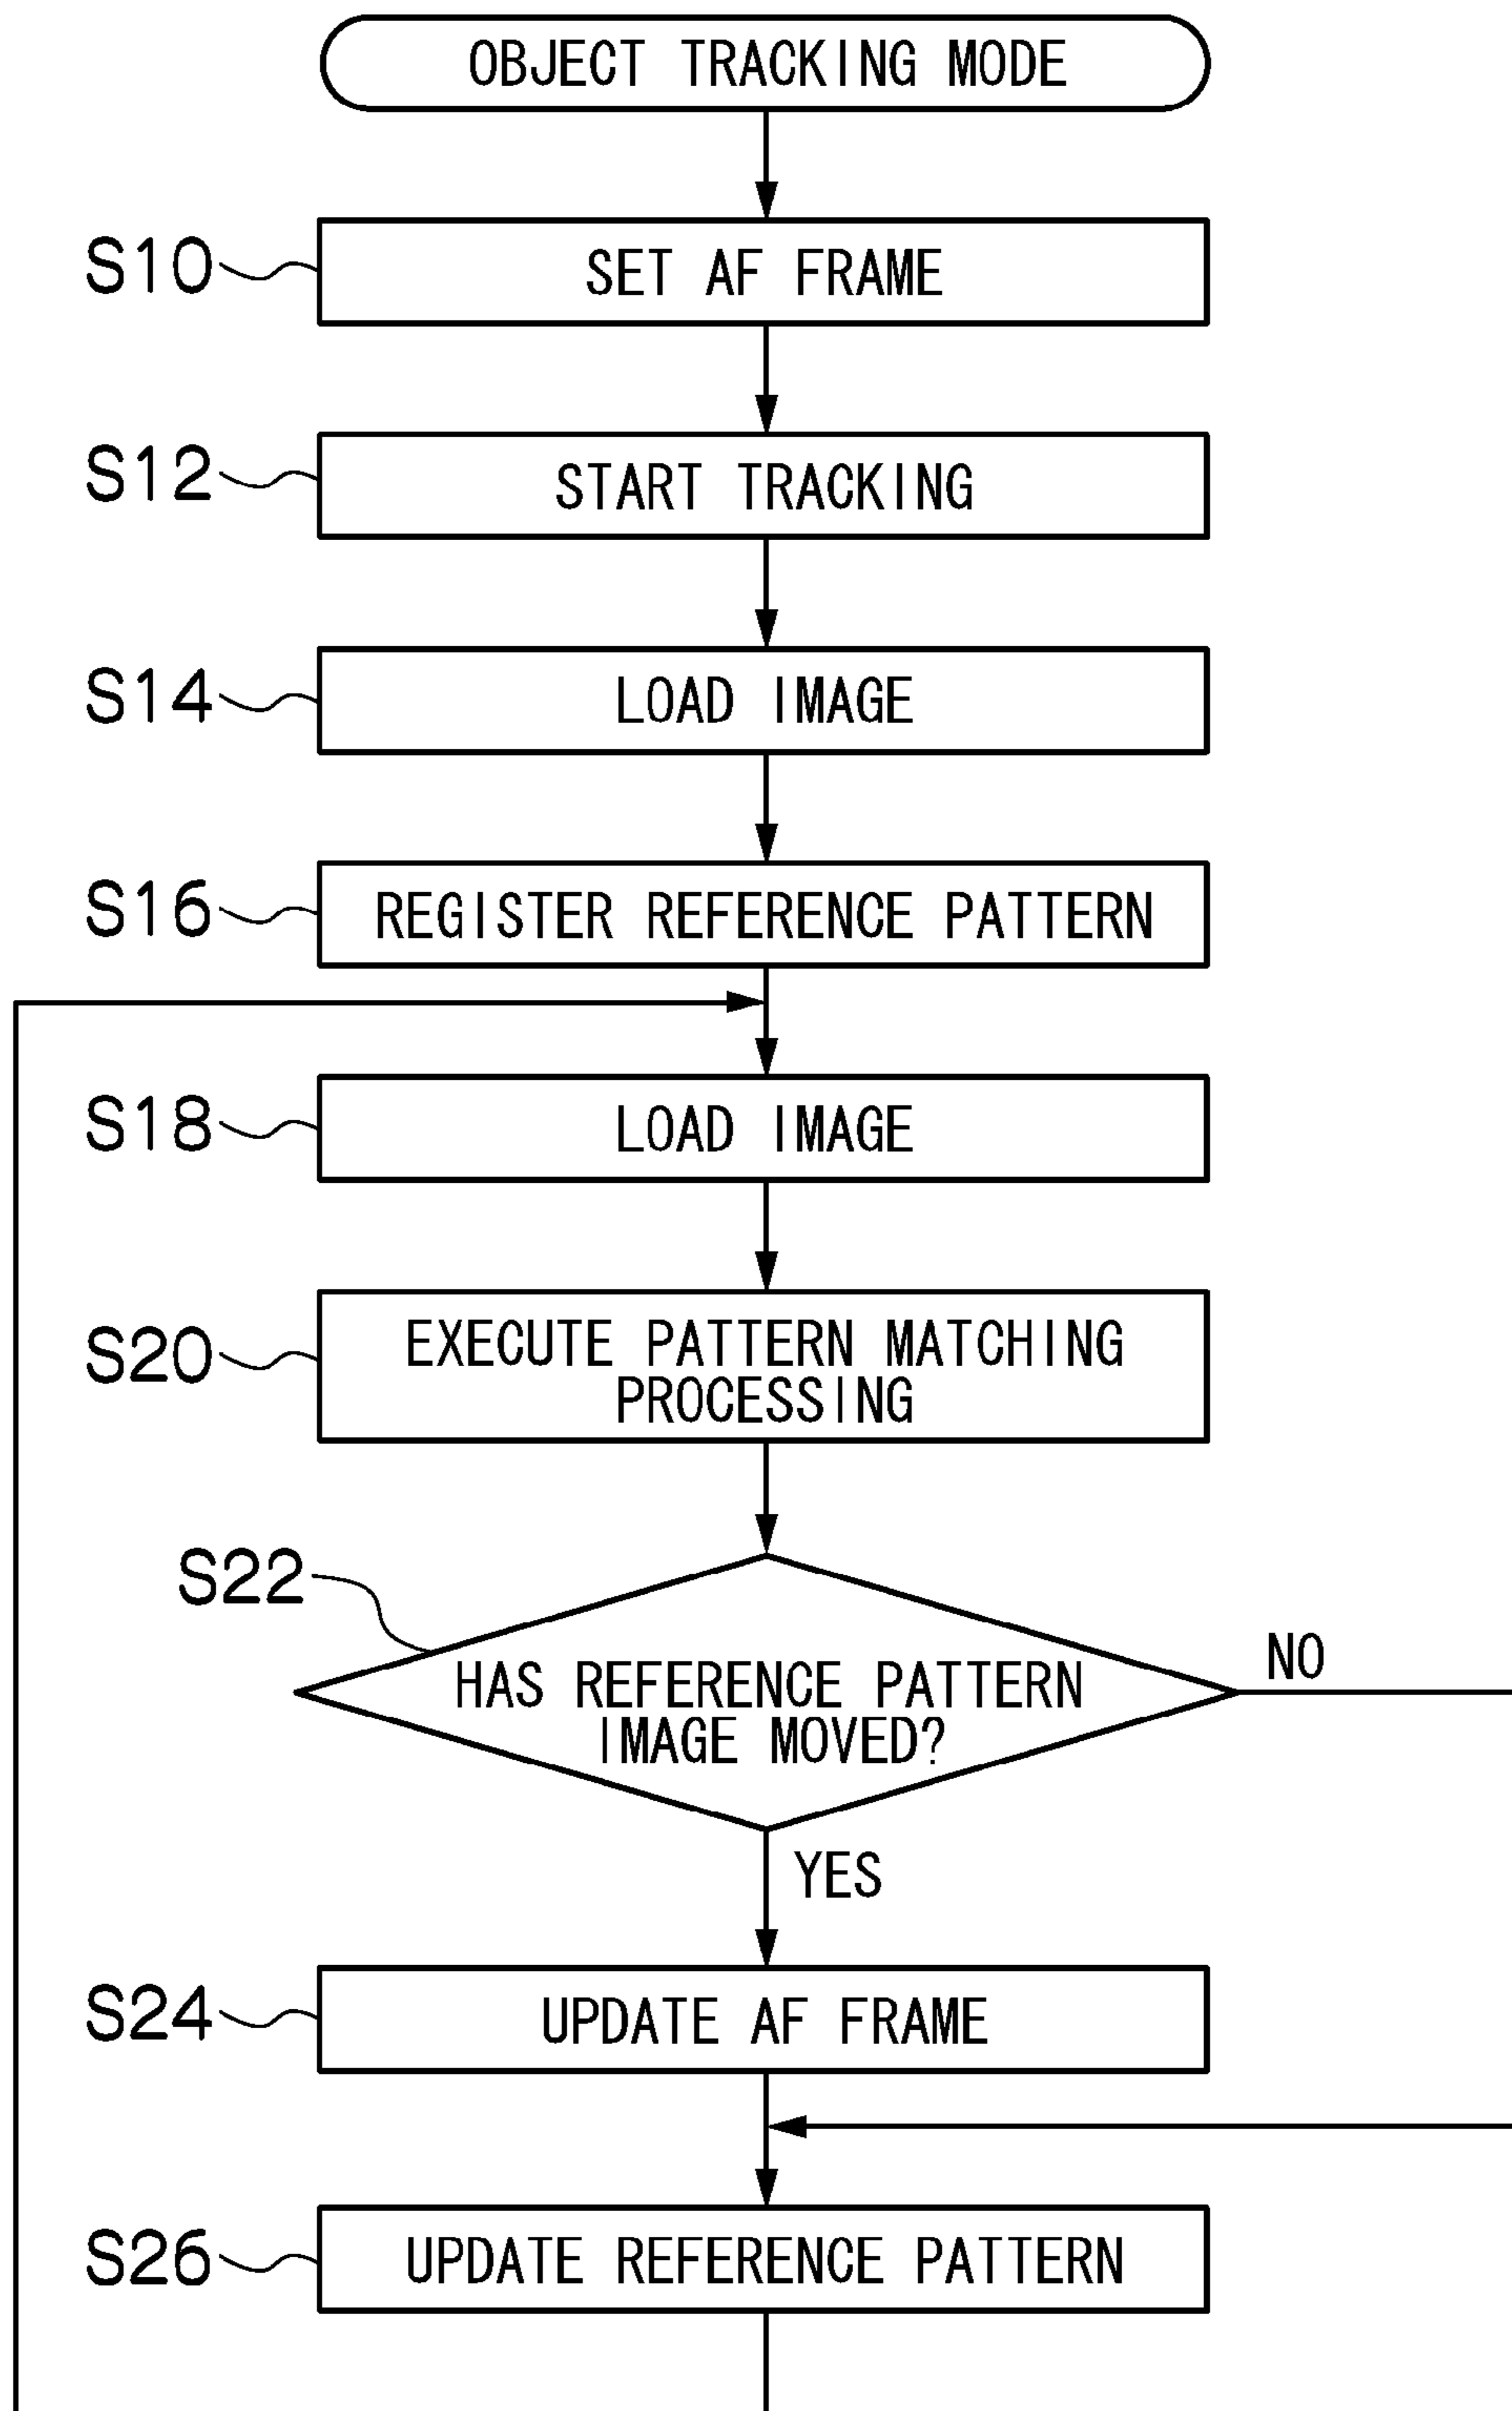 OBJECT TRACKING MODE
S10
SET AF FRAME
S12
START TRACKING
S14
LOAD IMAGE
S16
REGISTER REFERENCE PATTERN
S18
LOAD IMAGE
S20
EXECUTE PATTERN MATCHING
PROCESSING
S22
HAS REFERENCE PATTERN
IMAGE MOVED?
NO
YES
S24
UPDATE AF FRAME
S26
UPDATE REFERENCE PATTERN